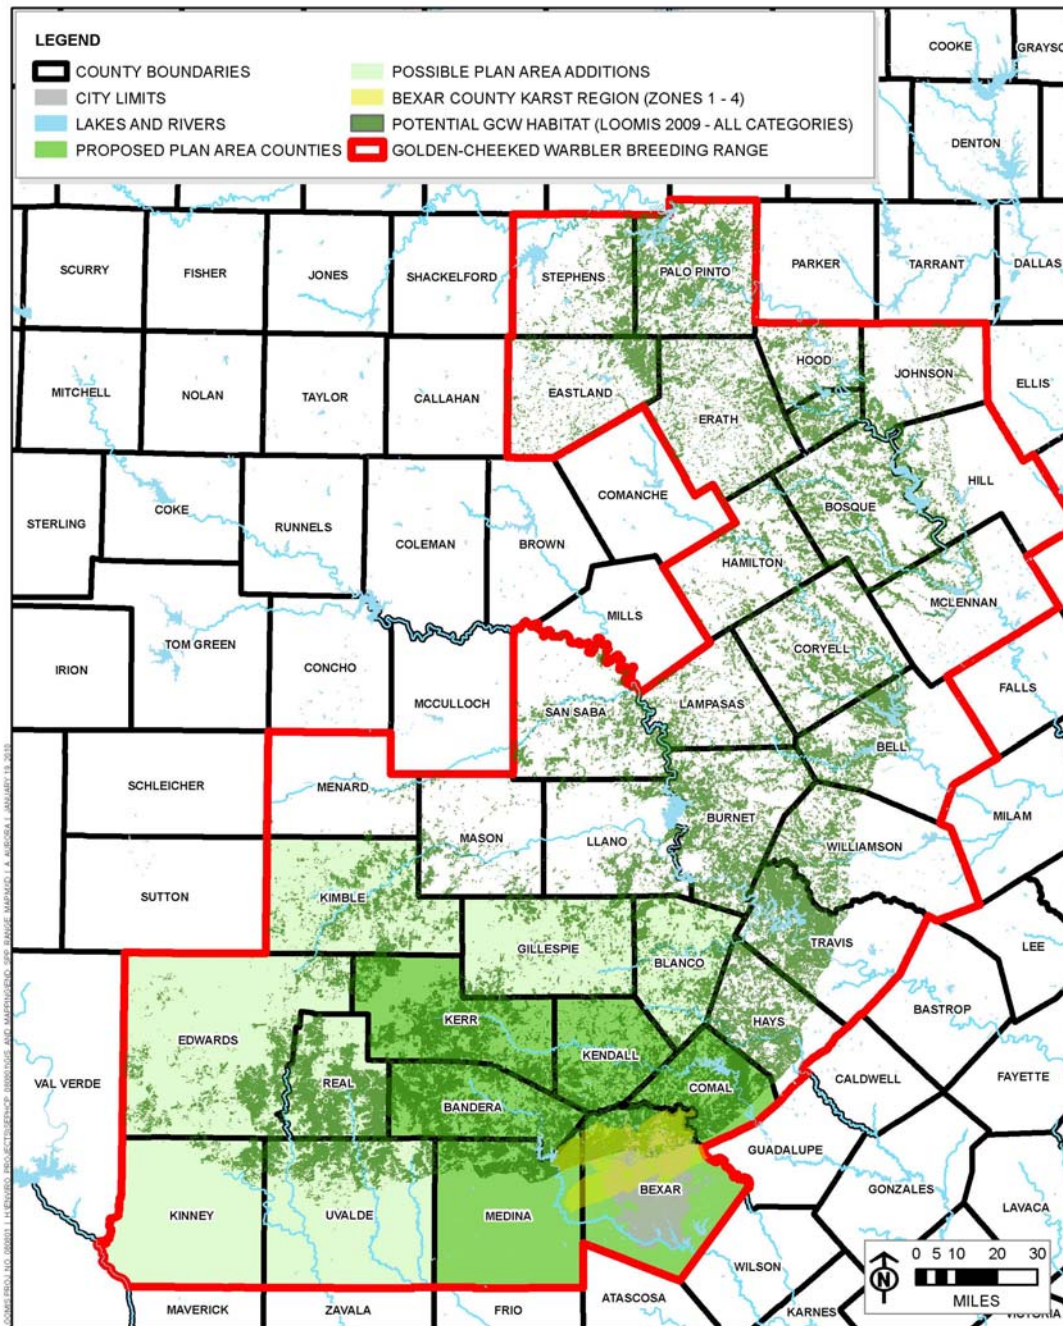 LEGEND
COUNTY BOUNDARIES
CITY LIMITS
LAKES AND RIVERS
PROPOSED PLAN AREA COUNTIES
POSSIBLE PLAN AREA ADDITIONS
BEXAR COUNTY KARST REGION (ZONES 1 - 4)
POTENTIAL GCW HABITAT (LOOMIS 2009 - ALL CATEGORIES)
GOLDEN-CHEEKED WARBLER BREEDING RANGE
COOKE
DENTON
SCURRY
FISHER
JONES
SHACKELFORD
STEPHENS
PALO PINTO
PARKER
TARRANT
DALLAS
MITCHELL
NOLAN
TAYLOR
CALLAHAN
EASTLAND
ERATH
HOOD
JOHNSON
ELLIS
STERLING
COKE
RUNNELS
COLEMAN
BROWN
COMANCHE
BOSQUE
HILL
HAMILTON
MILLS
MCLENNAN
IRION
TOM GREEN
CONCHO
MCCULLOCH
SAN SABA
LAMPASAS
CORYELL
FALLS
BELL
SCHLEICHER
MENARD
MASON
LLANO
BURNET
WILLIAMSON
MILAM
SUTTON
KIMBLE
GILLESPIE
BLANCO
TRAVIS
LEE
HAYS
BASTROP
EDWARDS
KERR
KENDALL
VAL VERDE
REAL
BANDERA
COMAL
CALDWELL
FAYETTE
GUADALUPE
KINNEY
UVALDE
MEDINA
BEXAR
GONZALES
LAVACA
WILSON
MAVERICK
ZAVALA
FRIO
ATASCOSA
KARNES
VICTORIA
0 5 10 20 30
N
MILES